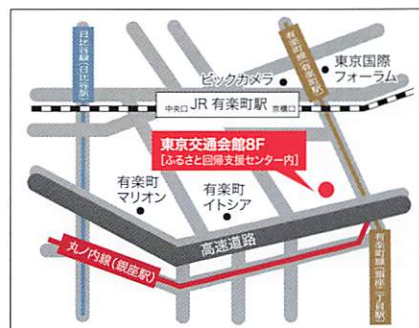 日比谷線(日比谷駅)
有楽町線(有楽町駅)
ビックカメラ
東京国際
フォーラム
中央口 JR 有楽町駅 京橋口
東京交通会館8F
[ふるさと回帰支援センター内]
有楽町
マリオン
有楽町
イトシア
高速道路
丸ノ内線(銀座駅)
有楽町線(銀座一丁目駅)